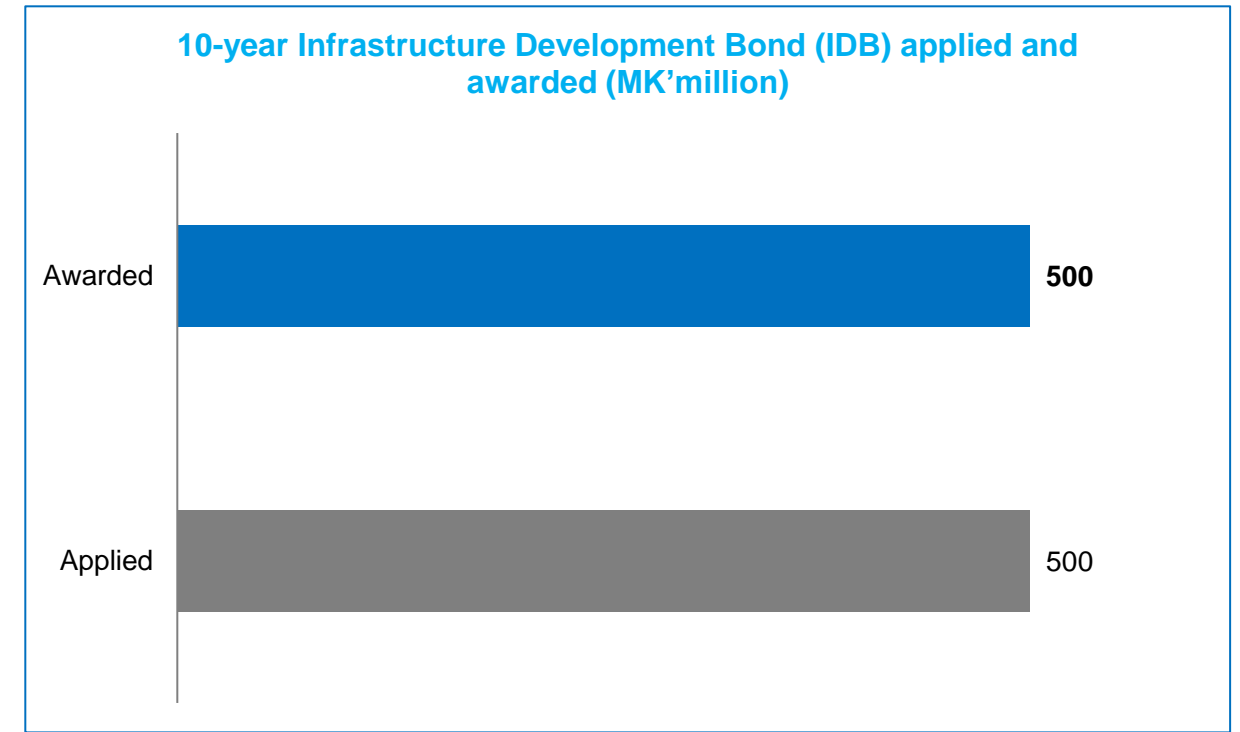 10-year Infrastructure Development Bond (IDB) applied and
awarded (MK’million)
Awarded
500
Applied
500